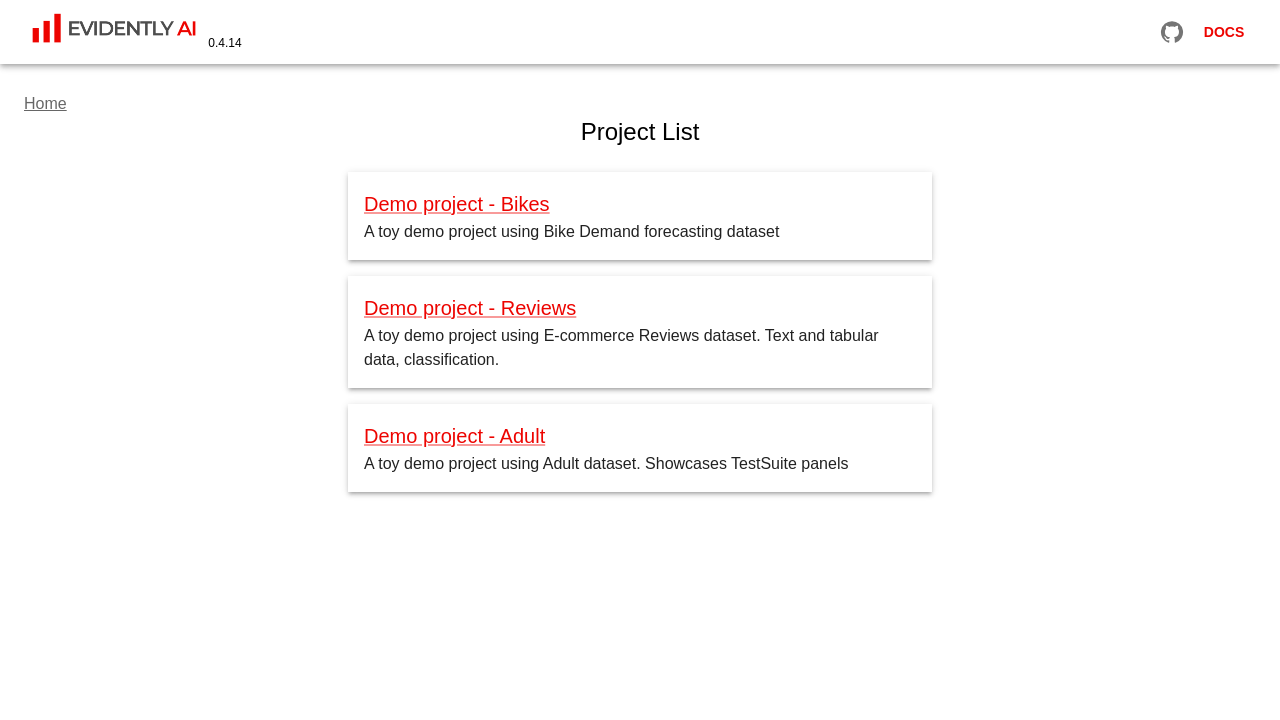 EVIDENTLY AI
0.4.14
DOCS
Home
Project List
Demo project - Bikes
A toy demo project using Bike Demand forecasting dataset
Demo project - Reviews
A toy demo project using E-commerce Reviews dataset. Text and tabular
data, classification.
Demo project - Adult
A toy demo project using Adult dataset. Showcases TestSuite panels